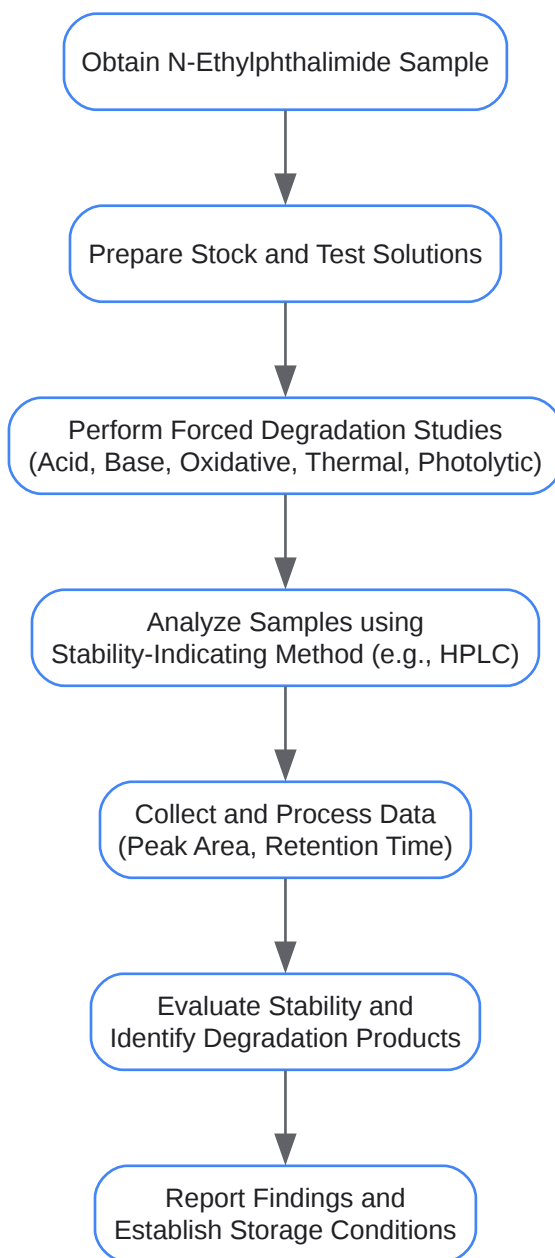 Obtain N-Ethylphthalimide Sample
Prepare Stock and Test Solutions
Perform Forced Degradation Studies
(Acid, Base, Oxidative, Thermal, Photolytic)
Analyze Samples using
Stability-Indicating Method (e.g., HPLC)
Collect and Process Data
(Peak Area, Retention Time)
Evaluate Stability and
Identify Degradation Products
Report Findings and
Establish Storage Conditions